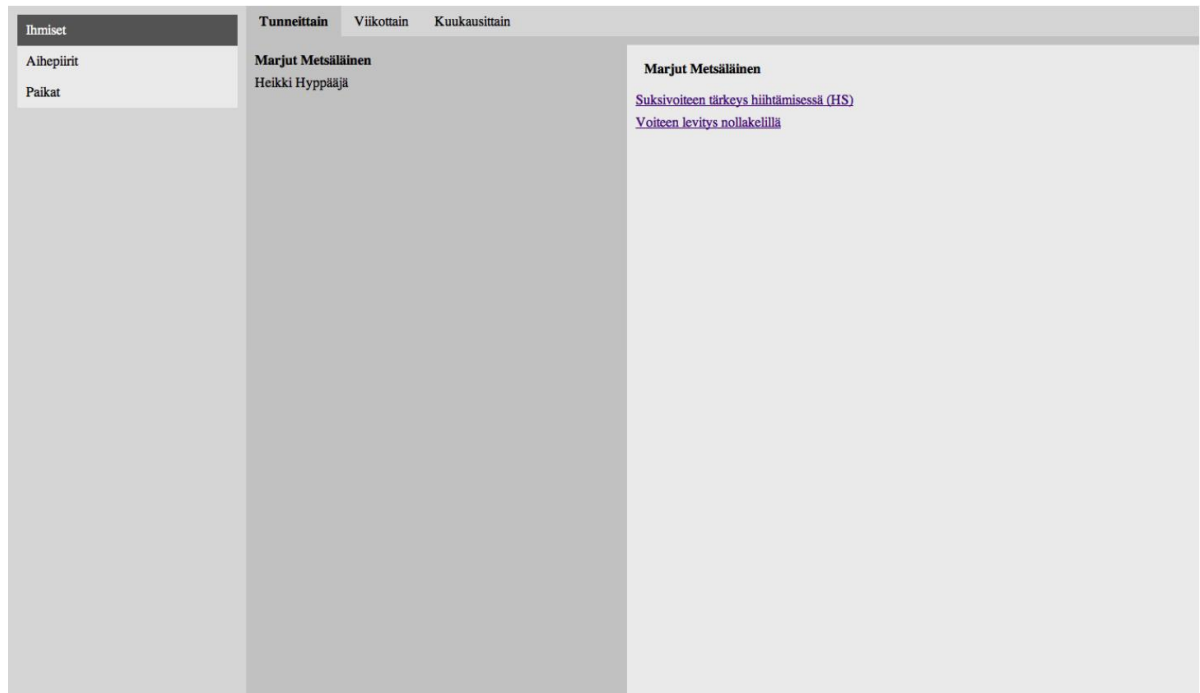 Ihmiset
Aihepiirit
Paikat
Tunneittain Viikottain Kuukausittain
Marjut Metsäläinen
Heikki Hyppääjä
Marjut Metsäläinen
Suksivoiteen tärkeys hiihtämisessä (HS)
Voiteen levitys nollakelillä